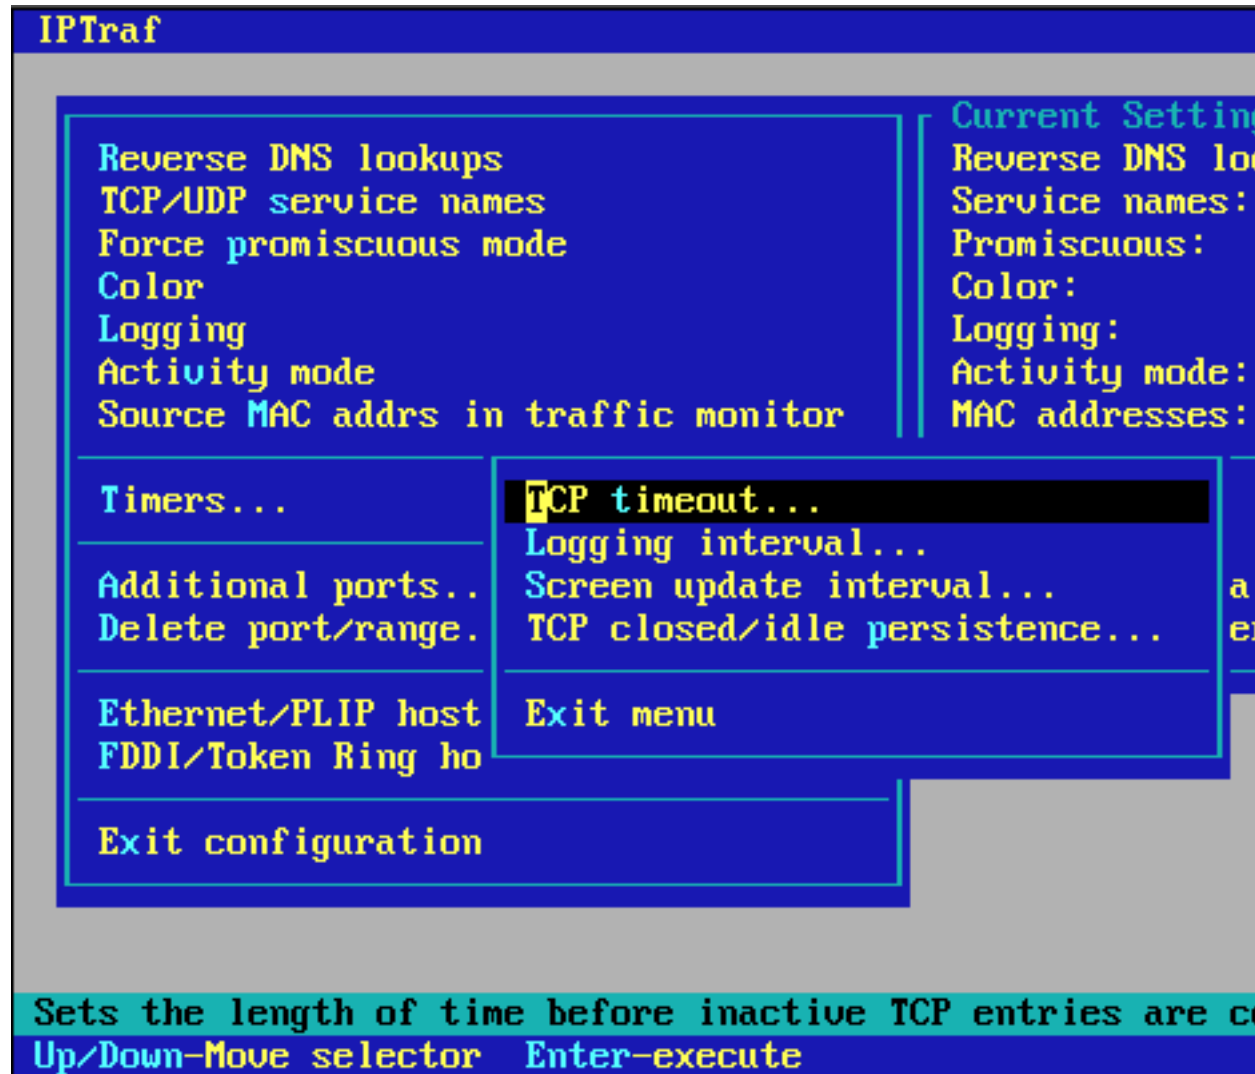 IPTraf
Current
Reverse DNS lookups
Reverse DNS
TCP/UDP service names
Service names:
Force promiscuous mode
Promiscuous:
Color
Color:
Logging
Logging:
Activity mode
Activity mode:
Source MAC addrs in traffic monitor
MAC addresses:
Timers...
TCP timeout...
Logging interval...
Additional ports..
Screen update interval...
Delete port/range.
TCP closed/idle persistence...
Ethernet/PLIP host
Exit menu
FDDI/Token Ring
Exit configuration
Sets the length of time before inactive TCP entries are
Up/Down-Move selector Enter-execute